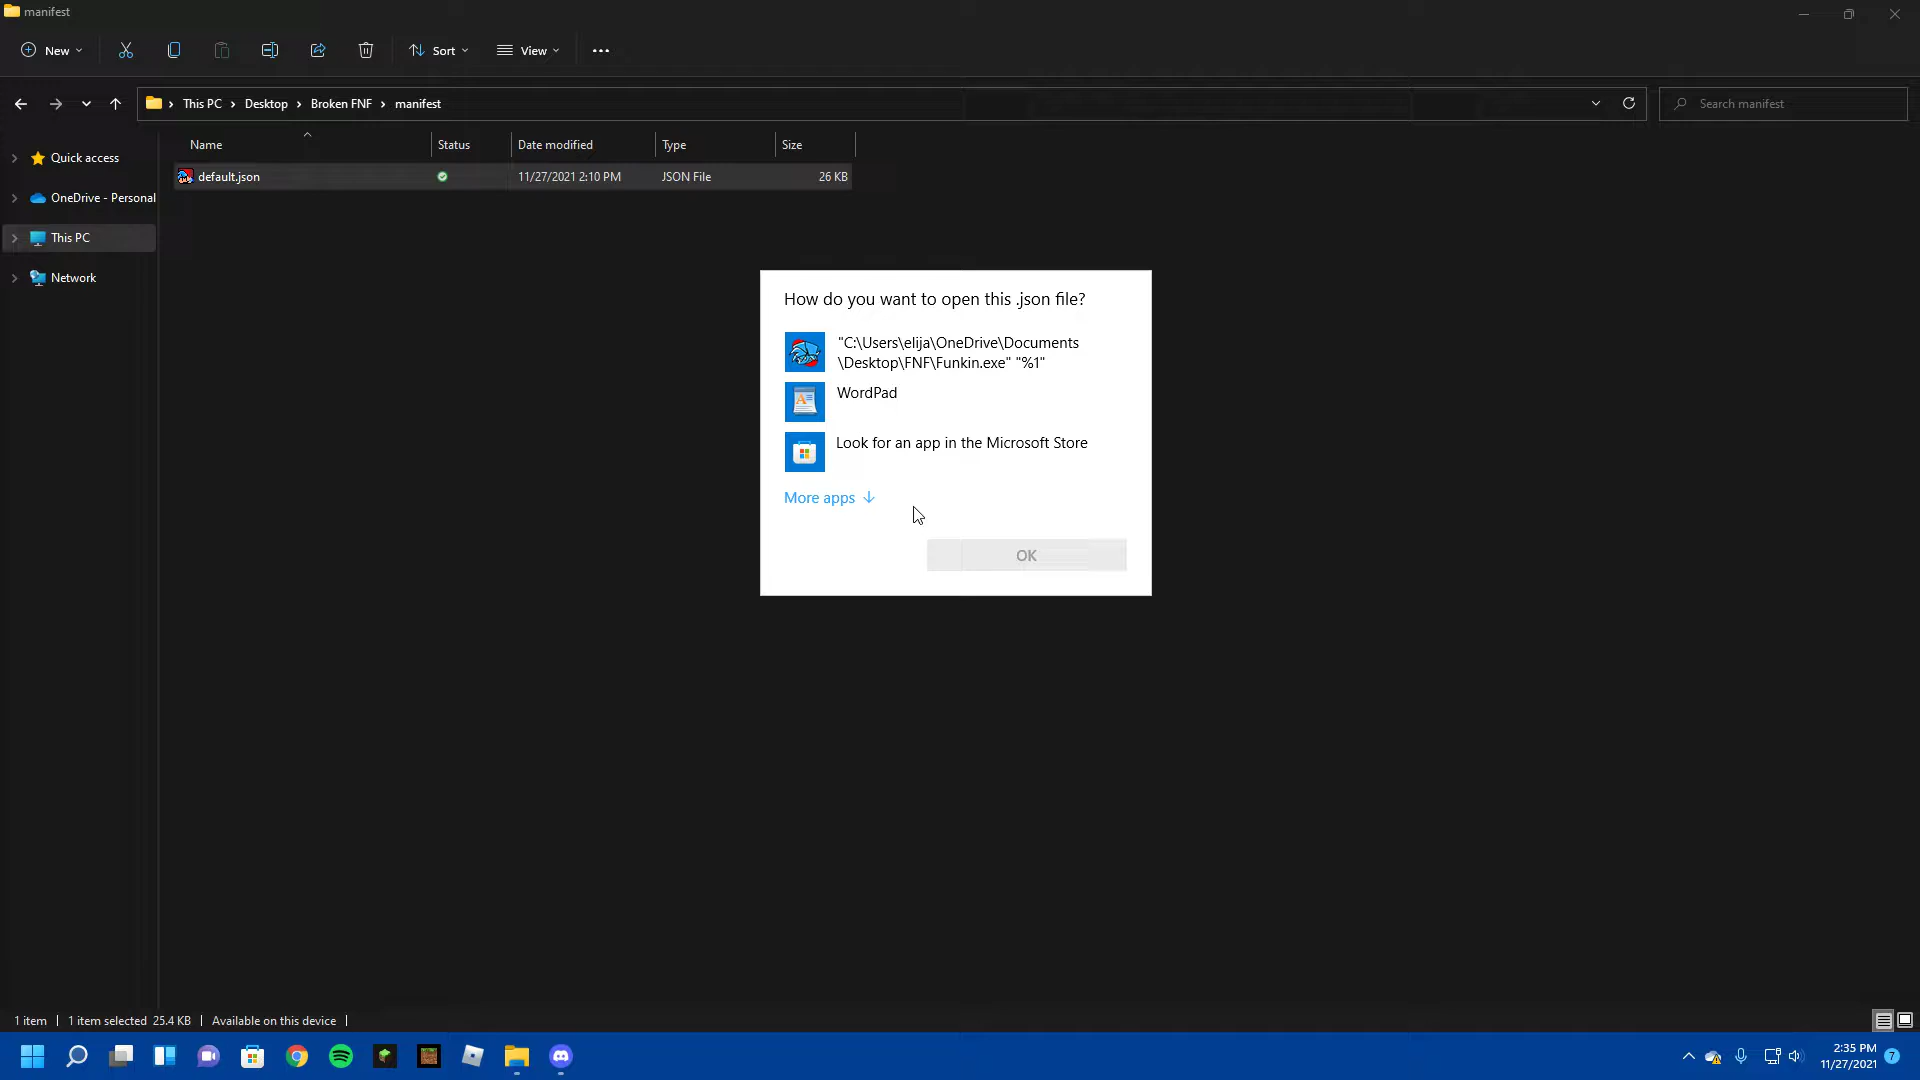 manifest
New
Sort
View
This PC
Desktop
Broken FNF
manifest
Search manifest
Name
Status
Date modified
Type
Size
default.json
11/27/2021 2:10 PM
JSON File
26 KB
Quick access
OneDrive - Personal
This PC
Network
How do you want to open this .json file?
"C:\Users\elija\OneDrive\Documents
\Desktop\FNF\Funkin.exe" "%1"
WordPad
Look for an app in the Microsoft Store
More apps
OK
1 item
1 item selected 25.4 KB
Available on this device
2:35 PM
11/27/2021
7